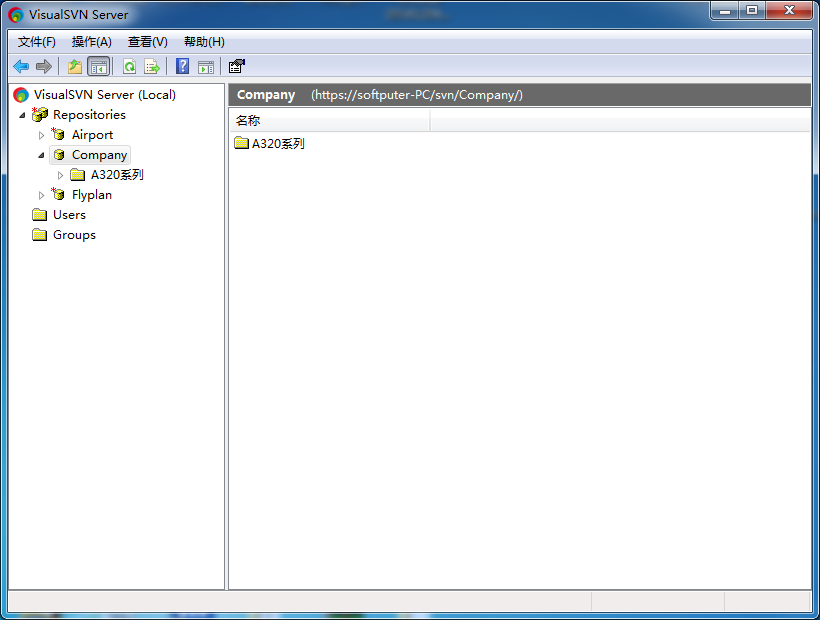 VisualSVN Server
文件(F) 操作(A) 查看(V) 帮助(H)
VisualSVN Server (Local)
Repositories
Airport
Company
A320系列
Flyplan
Users
Groups
Company (https://softputer-PC/svn/Company/)
名称
A320系列